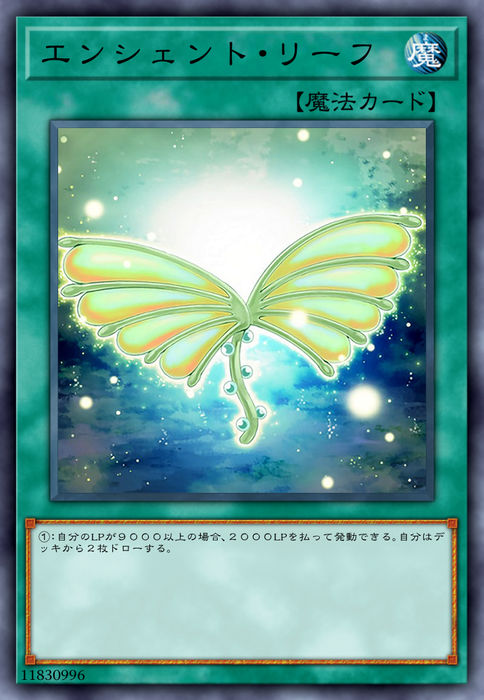 エンシェント・リーフ
魔
【魔法カード】
①:自分のLPが9000以上の場合、2000LPを払って発動できる。自分はデ
ッキから2枚ドローする。
11830996